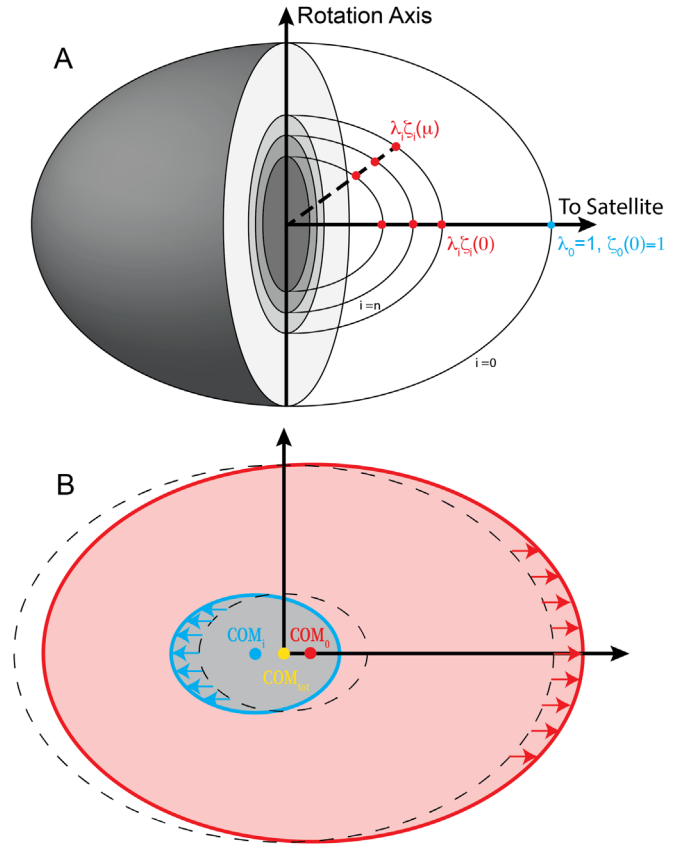 Rotation Axis
A
λᵢζᵢ(μ)
To Satellite
λᵢζᵢ(0)
λ₀=1, ζ₀(0)=1
i =n
i =0
B
COMᵢ
COM₀
COMₜₒₜ